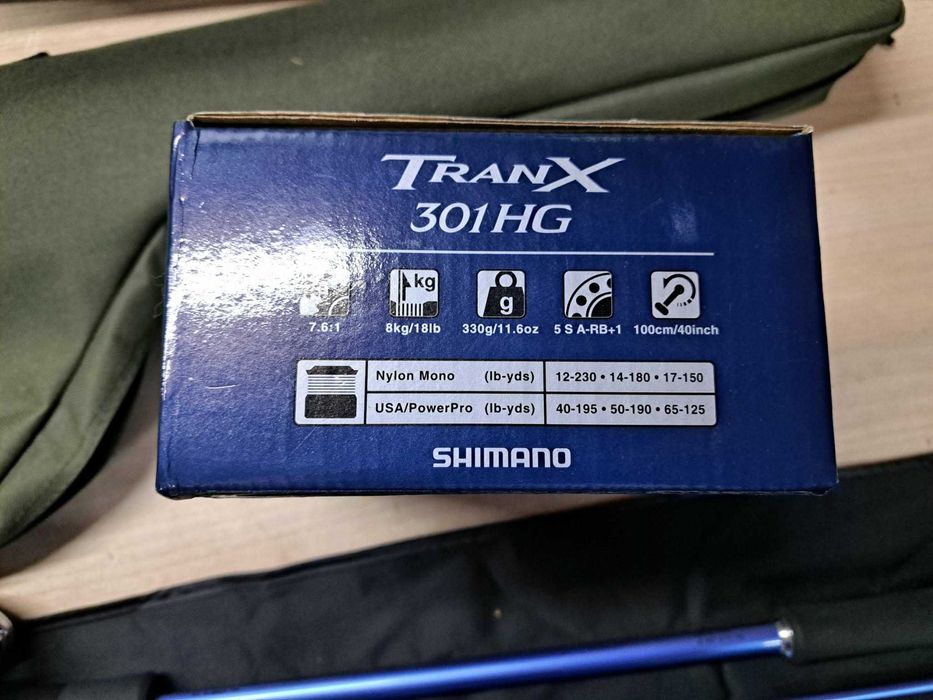 TRANX
301HG
kg
g
7.6:1 8kg/18lb 330g/11.6oz 5 S A-RB+1 100cm/40inch
Nylon Mono (lb-yds) 12-230 • 14-180 • 17-150
USA/PowerPro (lb-yds) 40-195 • 50-190 • 65-125
SHIMANO